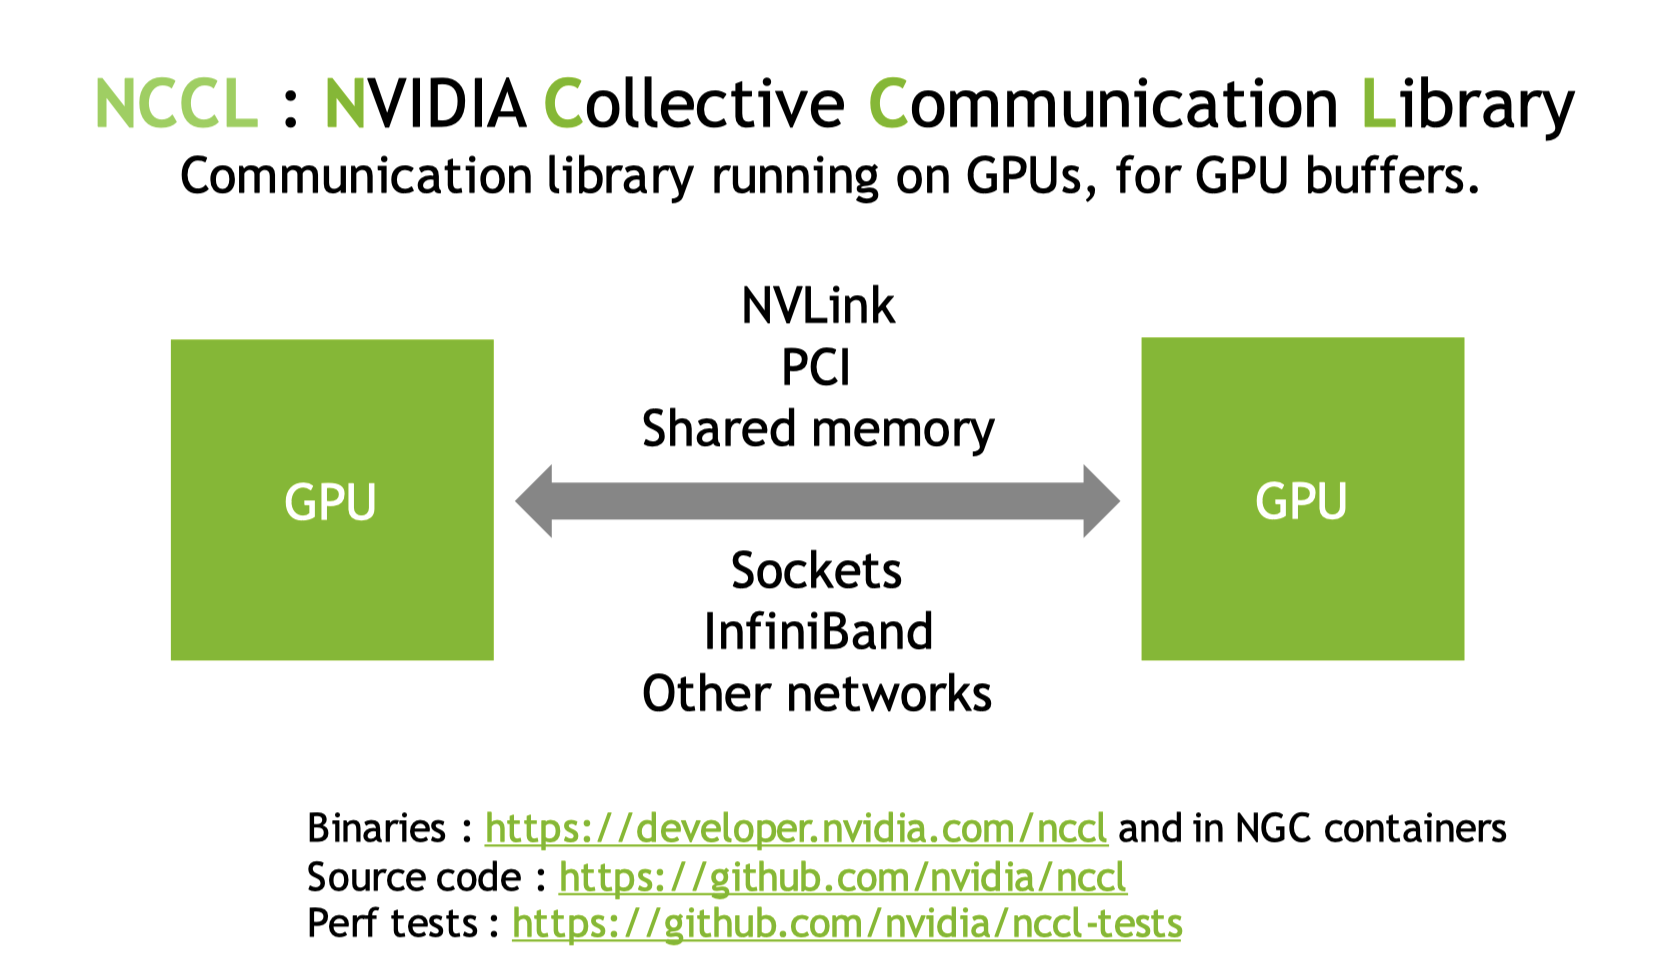 NCCL : NVIDIA Collective Communication Library
Communication library running on GPUs, for GPU buffers.
NVLink
PCI
Shared memory
GPU
GPU
Sockets
InfiniBand
Other networks
Binaries : https://developer.nvidia.com/nccl and in NGC containers
Source code : https://github.com/nvidia/nccl
Perf tests : https://github.com/nvidia/nccl-tests